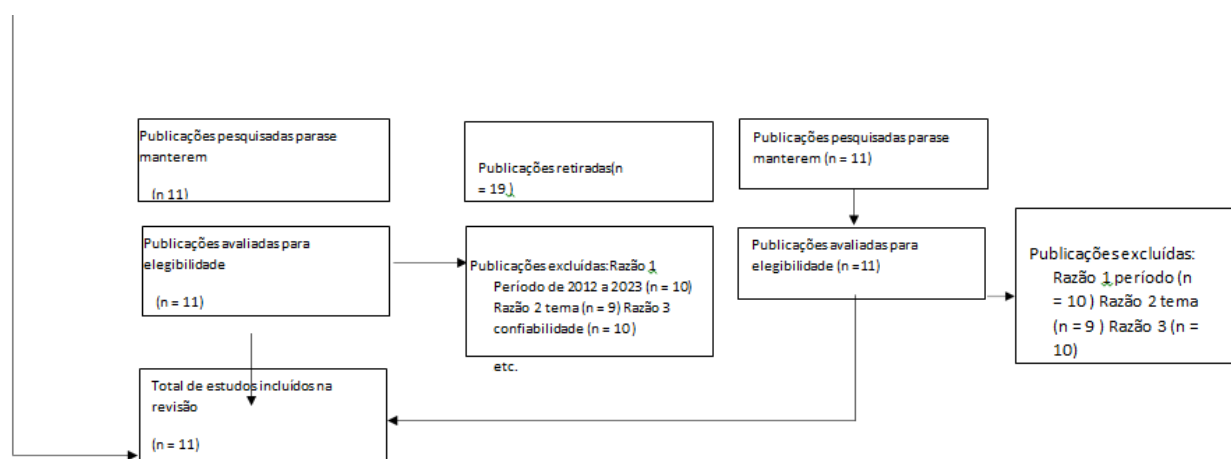 Publicações pesquisadas parase
manterem
(n 11)
Publicações retiradas(n
= 19 )
Publicações pesquisadas parase
manterem (n = 11)
Publicações avaliadas para
elegibilidade
(n = 11)
Publicações excluídas:Razão 1
Período de 2012 a 2023 (n = 10)
Razão 2 tema (n = 9) Razão 3
confiabilidade (n = 10)
etc.
Publicações avaliadas para
elegibilidade (n =11)
Publicações excluídas:
Razão 1 período (n
= 10 ) Razão 2 tema
(n = 9 ) Razão 3 (n =
10)
Total de estudos incluídos na
revisão
(n = 11)